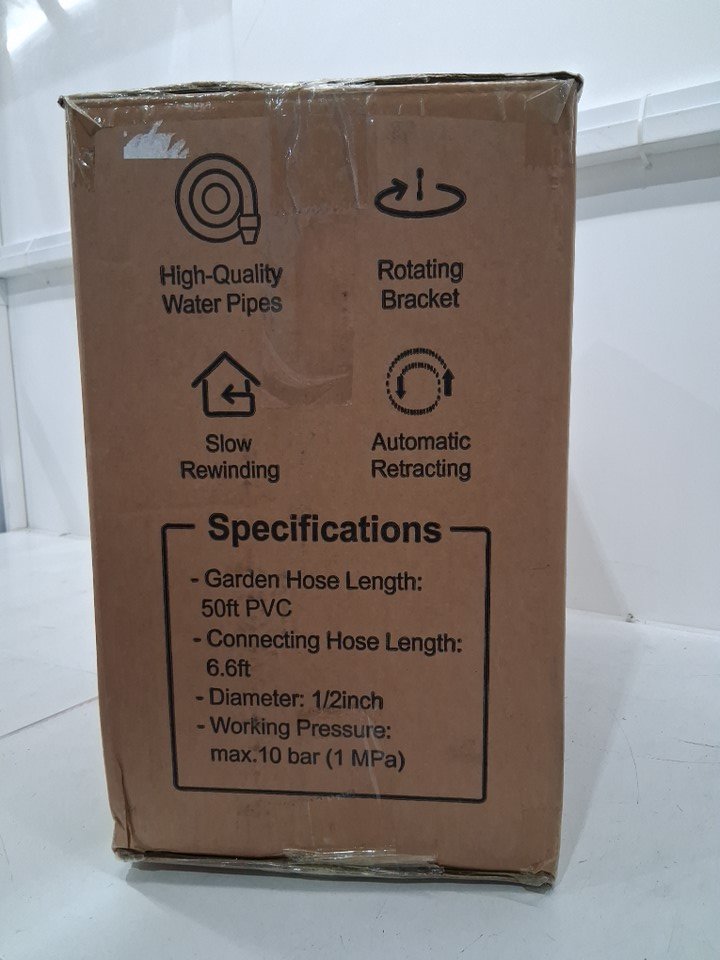 High-Quality
Water Pipes
Rotating
Bracket
Slow
Rewinding
Automatic
Retracting
Specifications
- Garden Hose Length:
50ft PVC
- Connecting Hose Length:
6.6ft
- Diameter: 1/2inch
- Working Pressure:
max.10 bar (1 MPa)